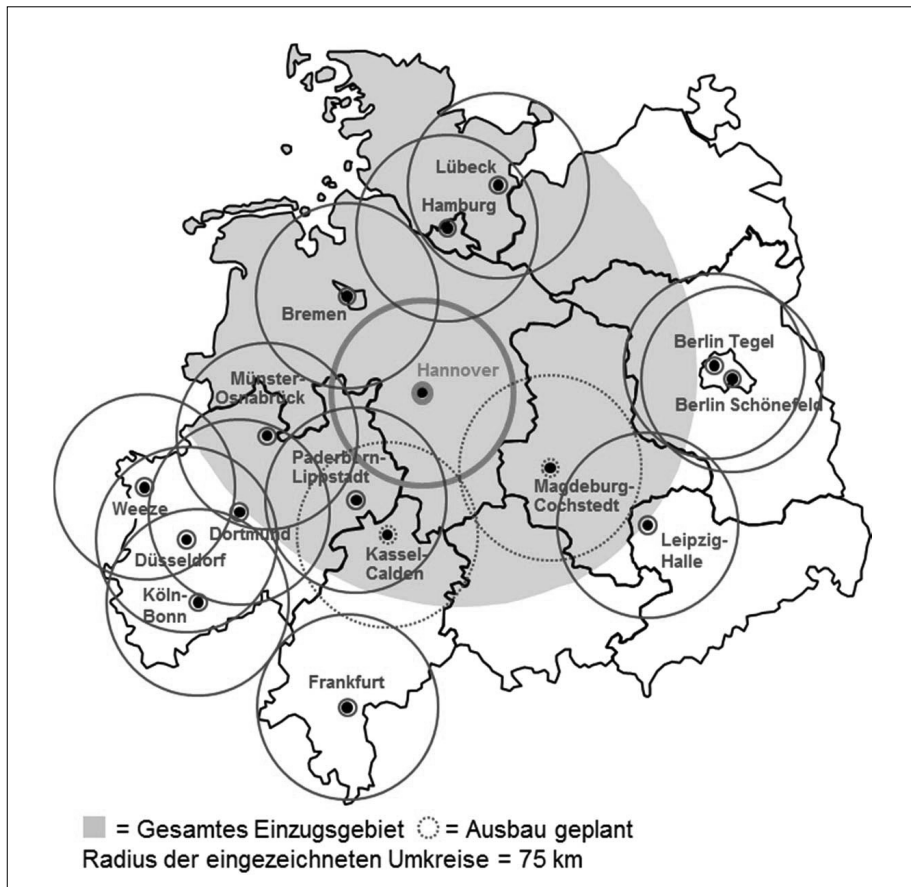 Lübeck
Hamburg
Bremen
Hannover
Berlin Tegel
Berlin Schönefeld
Münster-
Osnabrück
Paderborn-
Lippstadt
Magdeburg-
Cochstedt
Weeze
Dortmund
Düsseldorf
Kassel-
Calden
Leipzig-
Halle
Köln-
Bonn
Frankfurt
= Gesamtes Einzugsgebiet = Ausbau geplant
Radius der eingezeichneten Umkreise = 75 km